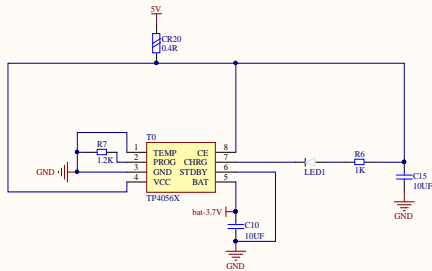 5V
CR20
0.4R
T0
R7
1.2K
GND
1 TEMP CE 8
2 PROG CHRG 7
3 GND STDBY 6
4 VCC BAT 5
TP4056X
LED1
R6
1K
C15
10UF
GND
bat-3.7V
C10
10UF
GND